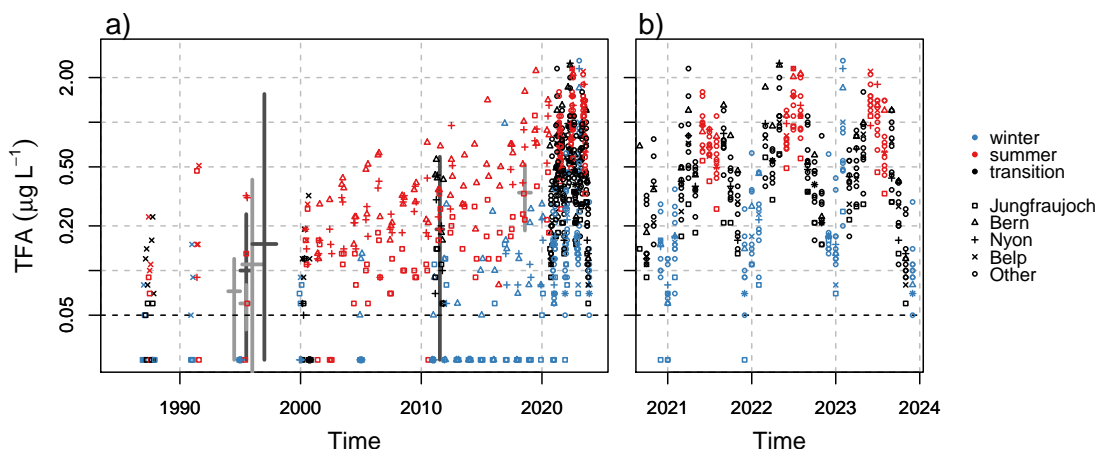 a)
b)
TFA (μg L⁻¹)
2.00
0.50
0.20
0.05
1990
2000
2010
2020
Time
2021
2022
2023
2024
Time
winter
summer
transition
Jungfraujoch
Bern
Nyon
Belp
Other